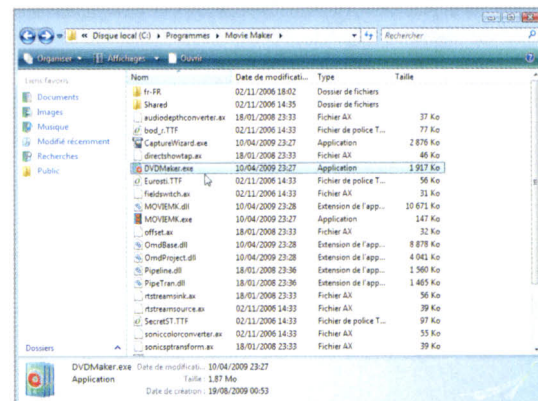 « Disque local (C:) ▸ Programmes ▸ Movie Maker ▸
Rechercher
Organiser Affichages Ouvrir
Liens favoris
Documents
Images
Musique
Modifié récemment
Recherches
Public
Dossiers
Nom Date de modificati... Type Taille
fr-FR 02/11/2006 18:02 Dossier de fichiers
Shared 02/11/2006 14:35 Dossier de fichiers
audiodepthconverter.ax 18/01/2008 23:33 Fichier AX 37 Ko
bod_r.TTF 02/11/2006 14:33 Fichier de police T... 77 Ko
CaptureWizard.exe 10/04/2009 23:27 Application 2 876 Ko
directshowtap.ax 18/01/2008 23:33 Fichier AX 46 Ko
DVDMaker.exe 10/04/2009 23:27 Application 1 917 Ko
Eurosti.TTF 02/11/2006 14:33 Fichier de police T... 56 Ko
fieldswitch.ax 02/11/2006 14:33 Fichier AX 31 Ko
MOVIEMK.dll 10/04/2009 23:28 Extension de l'app... 10 671 Ko
MOVIEMK.exe 10/04/2009 23:27 Application 147 Ko
offset.ax 18/01/2008 23:33 Fichier AX 32 Ko
OmdBase.dll 10/04/2009 23:28 Extension de l'app... 8 878 Ko
OmdProject.dll 10/04/2009 23:28 Extension de l'app... 4 041 Ko
Pipeline.dll 18/01/2008 23:36 Extension de l'app... 1 560 Ko
PipeTran.dll 18/01/2008 23:36 Extension de l'app... 1 465 Ko
rtstreamsink.ax 18/01/2008 23:33 Fichier AX 56 Ko
rtstreamsource.ax 02/11/2006 14:33 Fichier AX 39 Ko
SecretST.TTF 02/11/2006 14:33 Fichier de police T... 97 Ko
soniccolorconverter.ax 02/11/2006 14:33 Fichier AX 55 Ko
sonicsptransform.ax 18/01/2008 23:33 Fichier AX 39 Ko
DVDMaker.exe Date de modificati... 10/04/2009 23:27
Application Taille : 1,87 Mo
Date de création : 19/08/2009 00:53